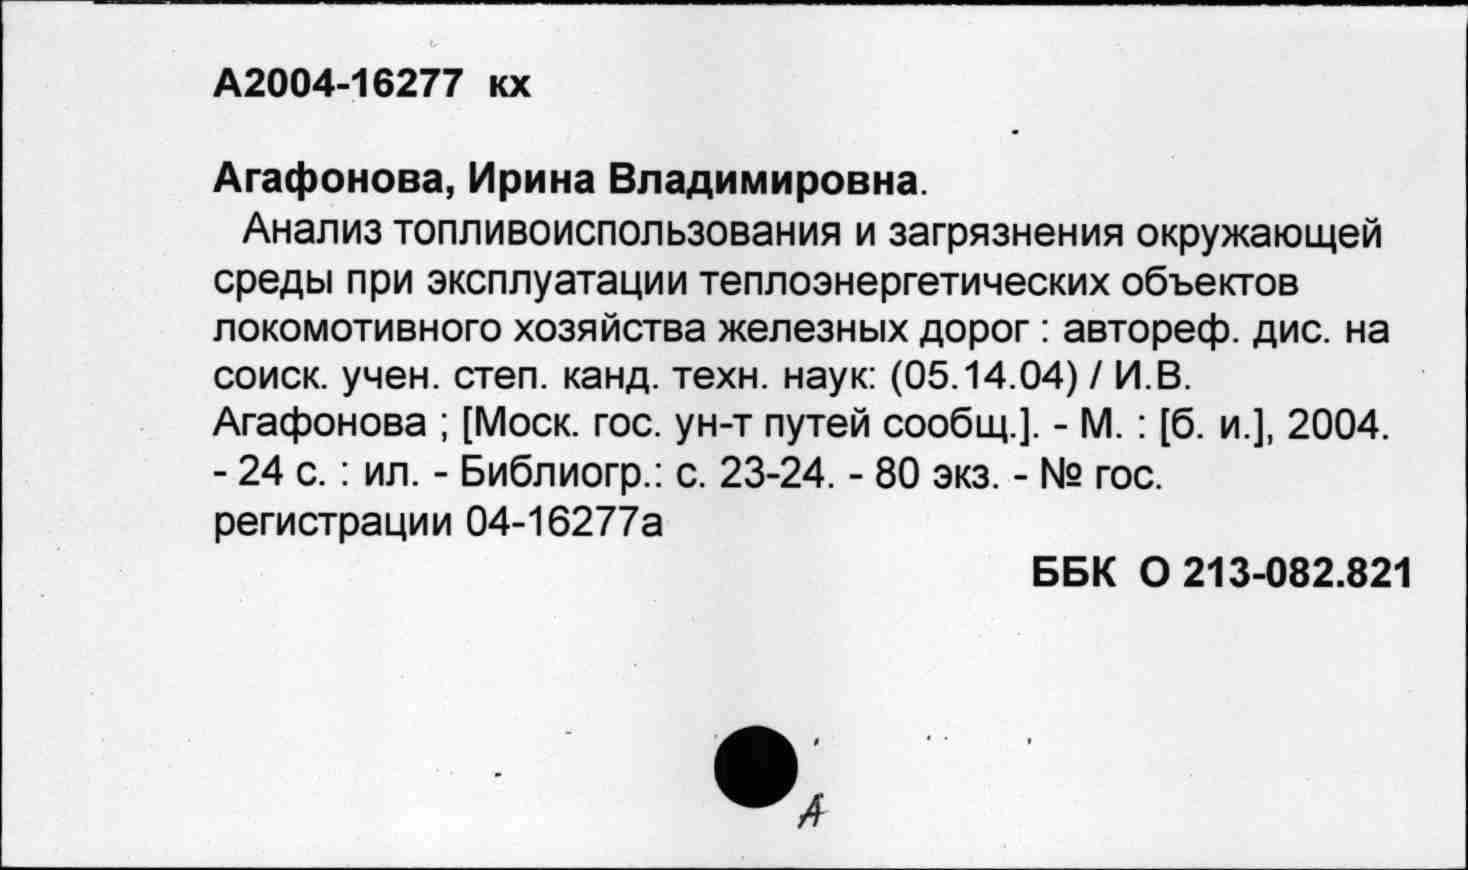 А2004-16277 кх
Агафонова, Ирина Владимировна.
Анализ топливоиспользования и загрязнения окружающей
среды при эксплуатации теплоэнергетических объектов
локомотивного хозяйства железных дорог : автореф. дис. на
соиск. учен. степ. канд. техн. наук: (05.14.04) / И.В.
Агафонова ; [Моск. гос. ун-т путей сообщ.]. - М. : [б. и.], 2004.
- 24 с. : ил. - Библиогр.: с. 23-24. - 80 экз. - № гос.
регистрации 04-16277а
ББК О 213-082.821
А